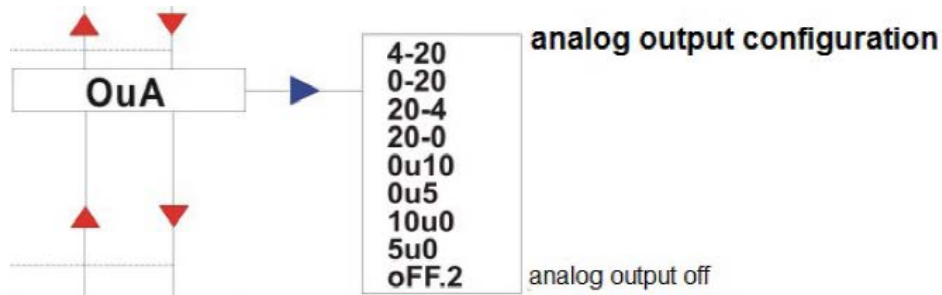 analog output configuration
OuA
4-20
0-20
20-4
20-0
0u10
0u5
10u0
5u0
oFF.2 analog output off